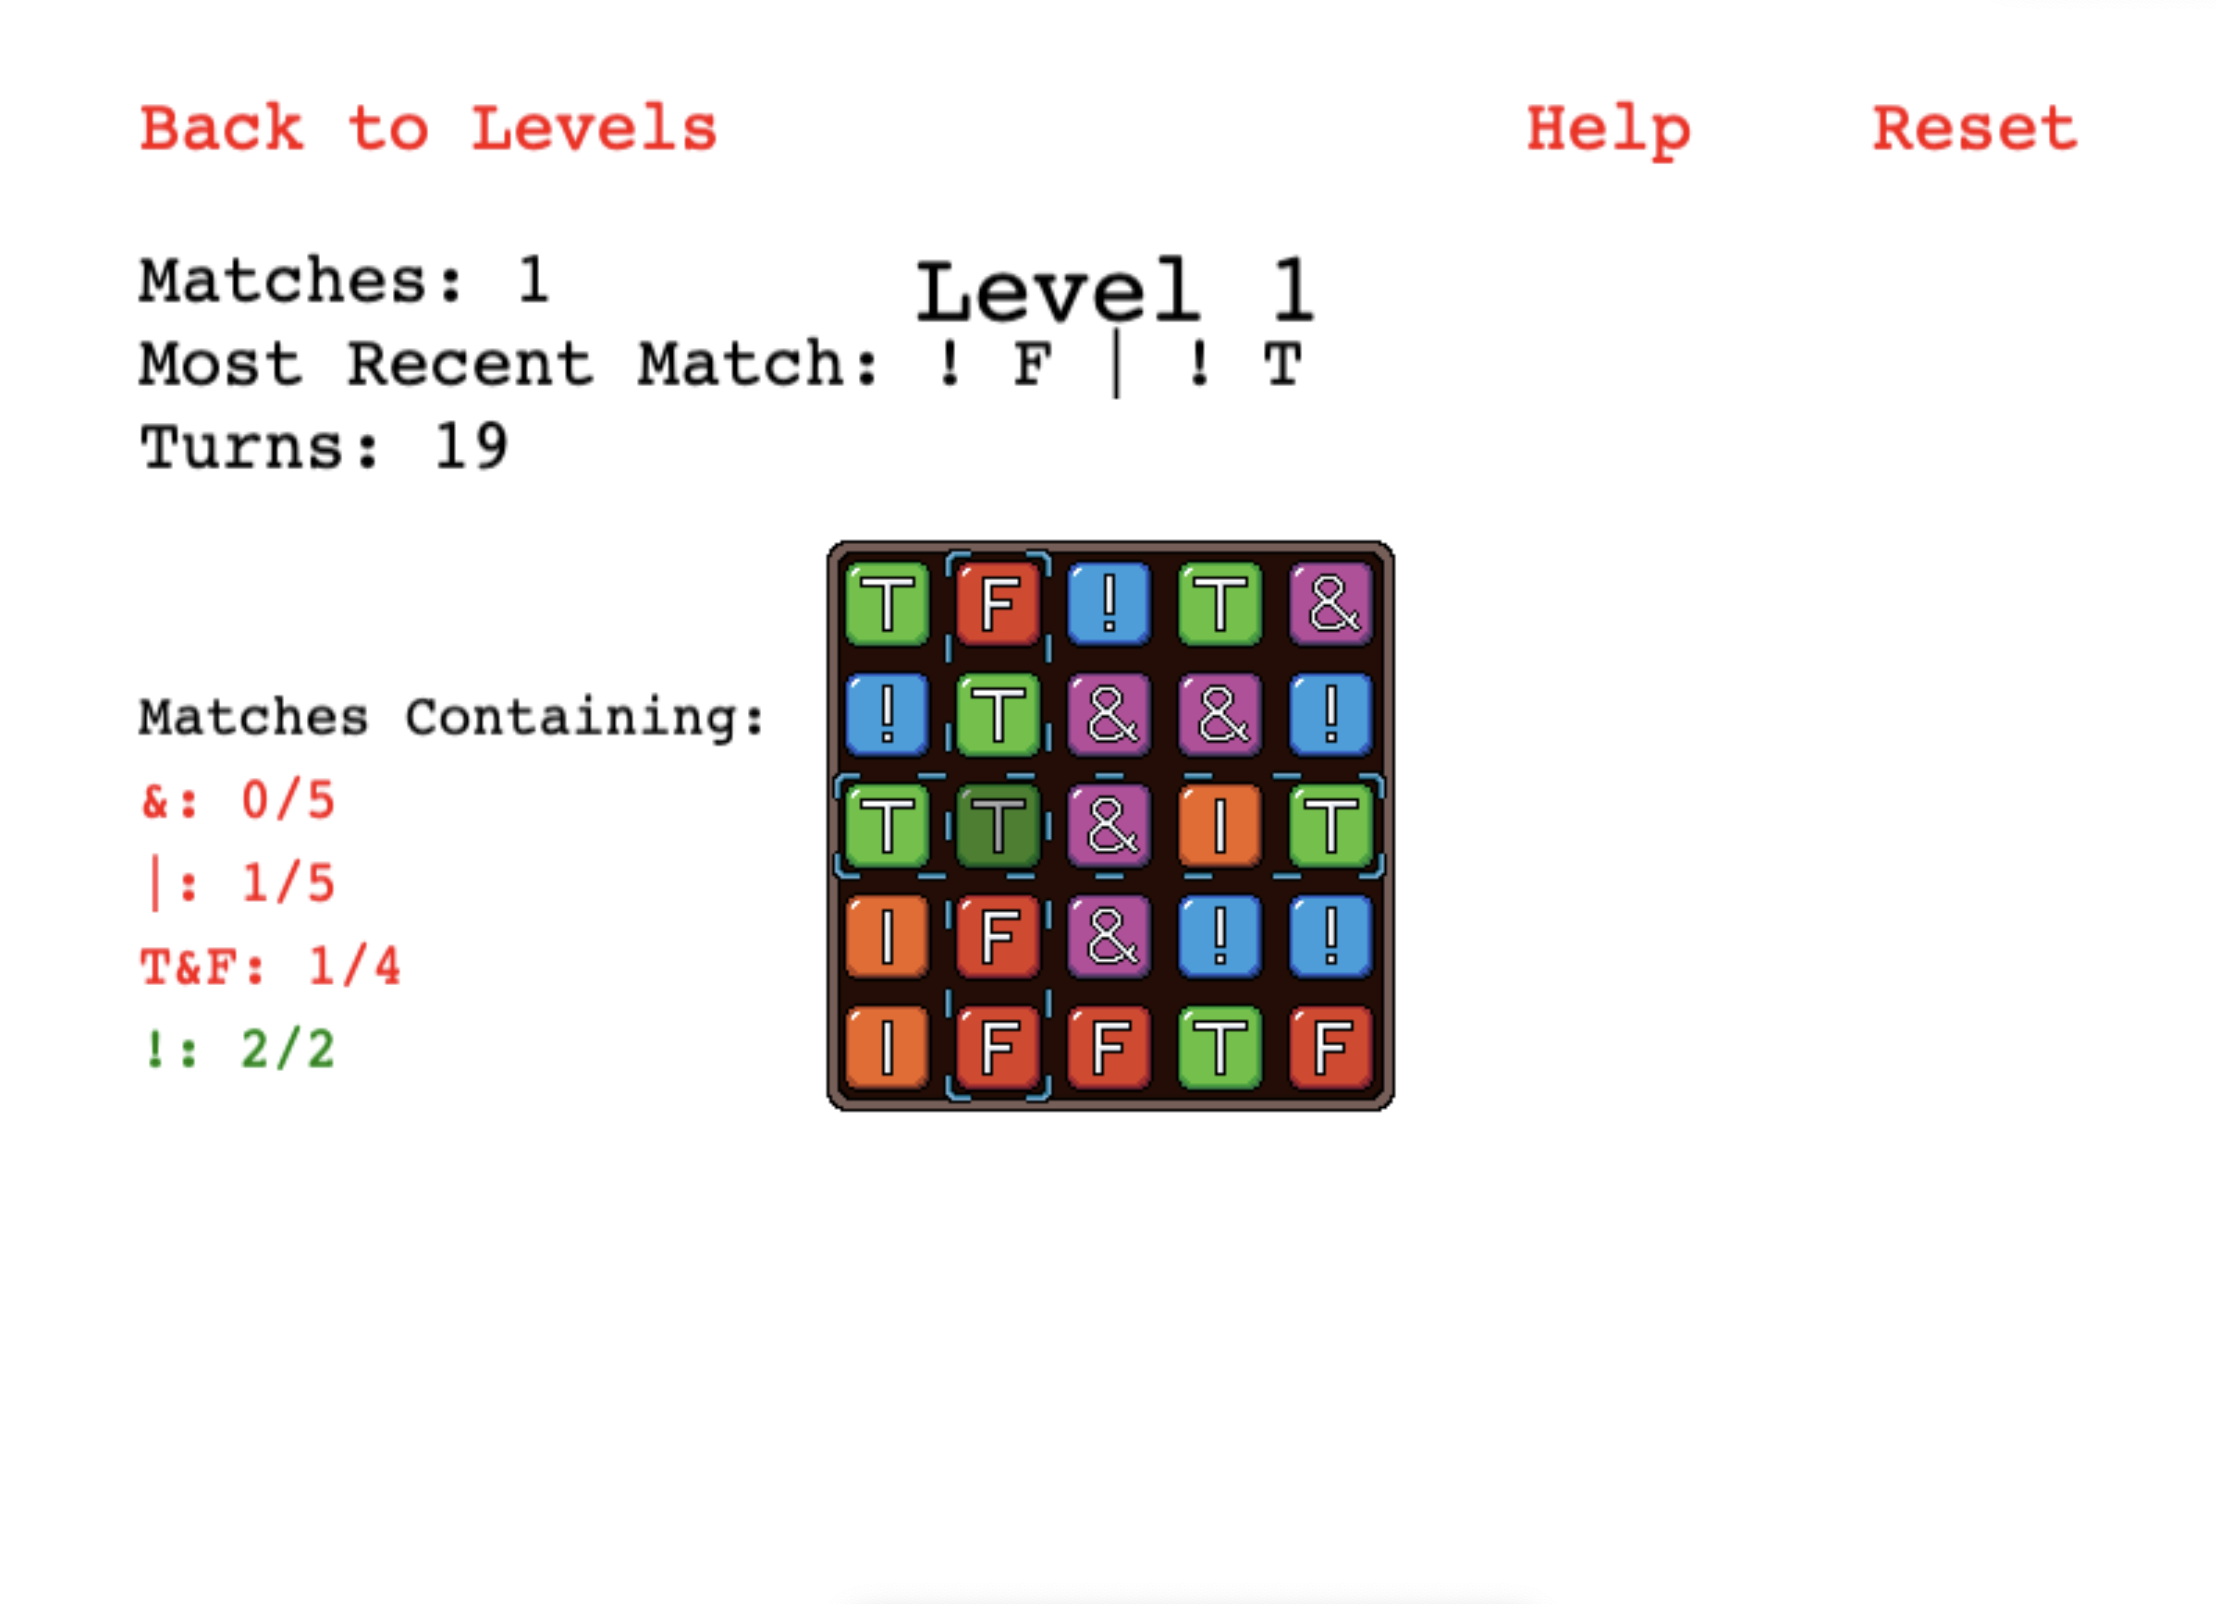 Back to Levels Help Reset
Matches: 1
Level 1
Most Recent Match: ! F | ! T
Turns: 19
Matches Containing:
&: 0/5
|: 1/5
T&F: 1/4
!: 2/2
T F ! T &
! T & & !
T T & | T
| F & ! !
| F F T F